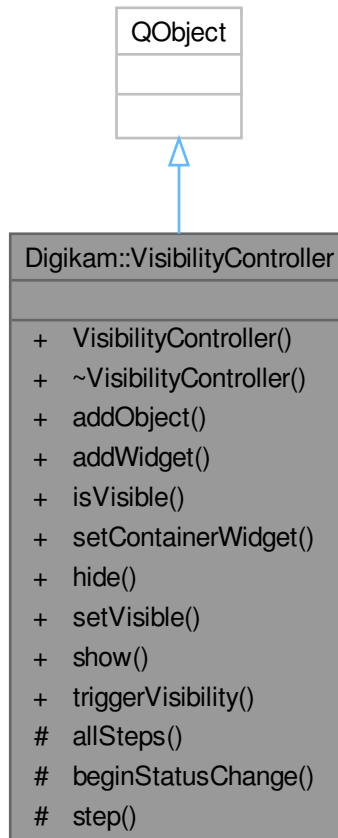 QObject
Digikam::VisibilityController
+ VisibilityController()
+ ~VisibilityController()
+ addObject()
+ addWidget()
+ isVisible()
+ setContainerWidget()
+ hide()
+ setVisible()
+ show()
+ triggerVisibility()
# allSteps()
# beginStatusChange()
# step()